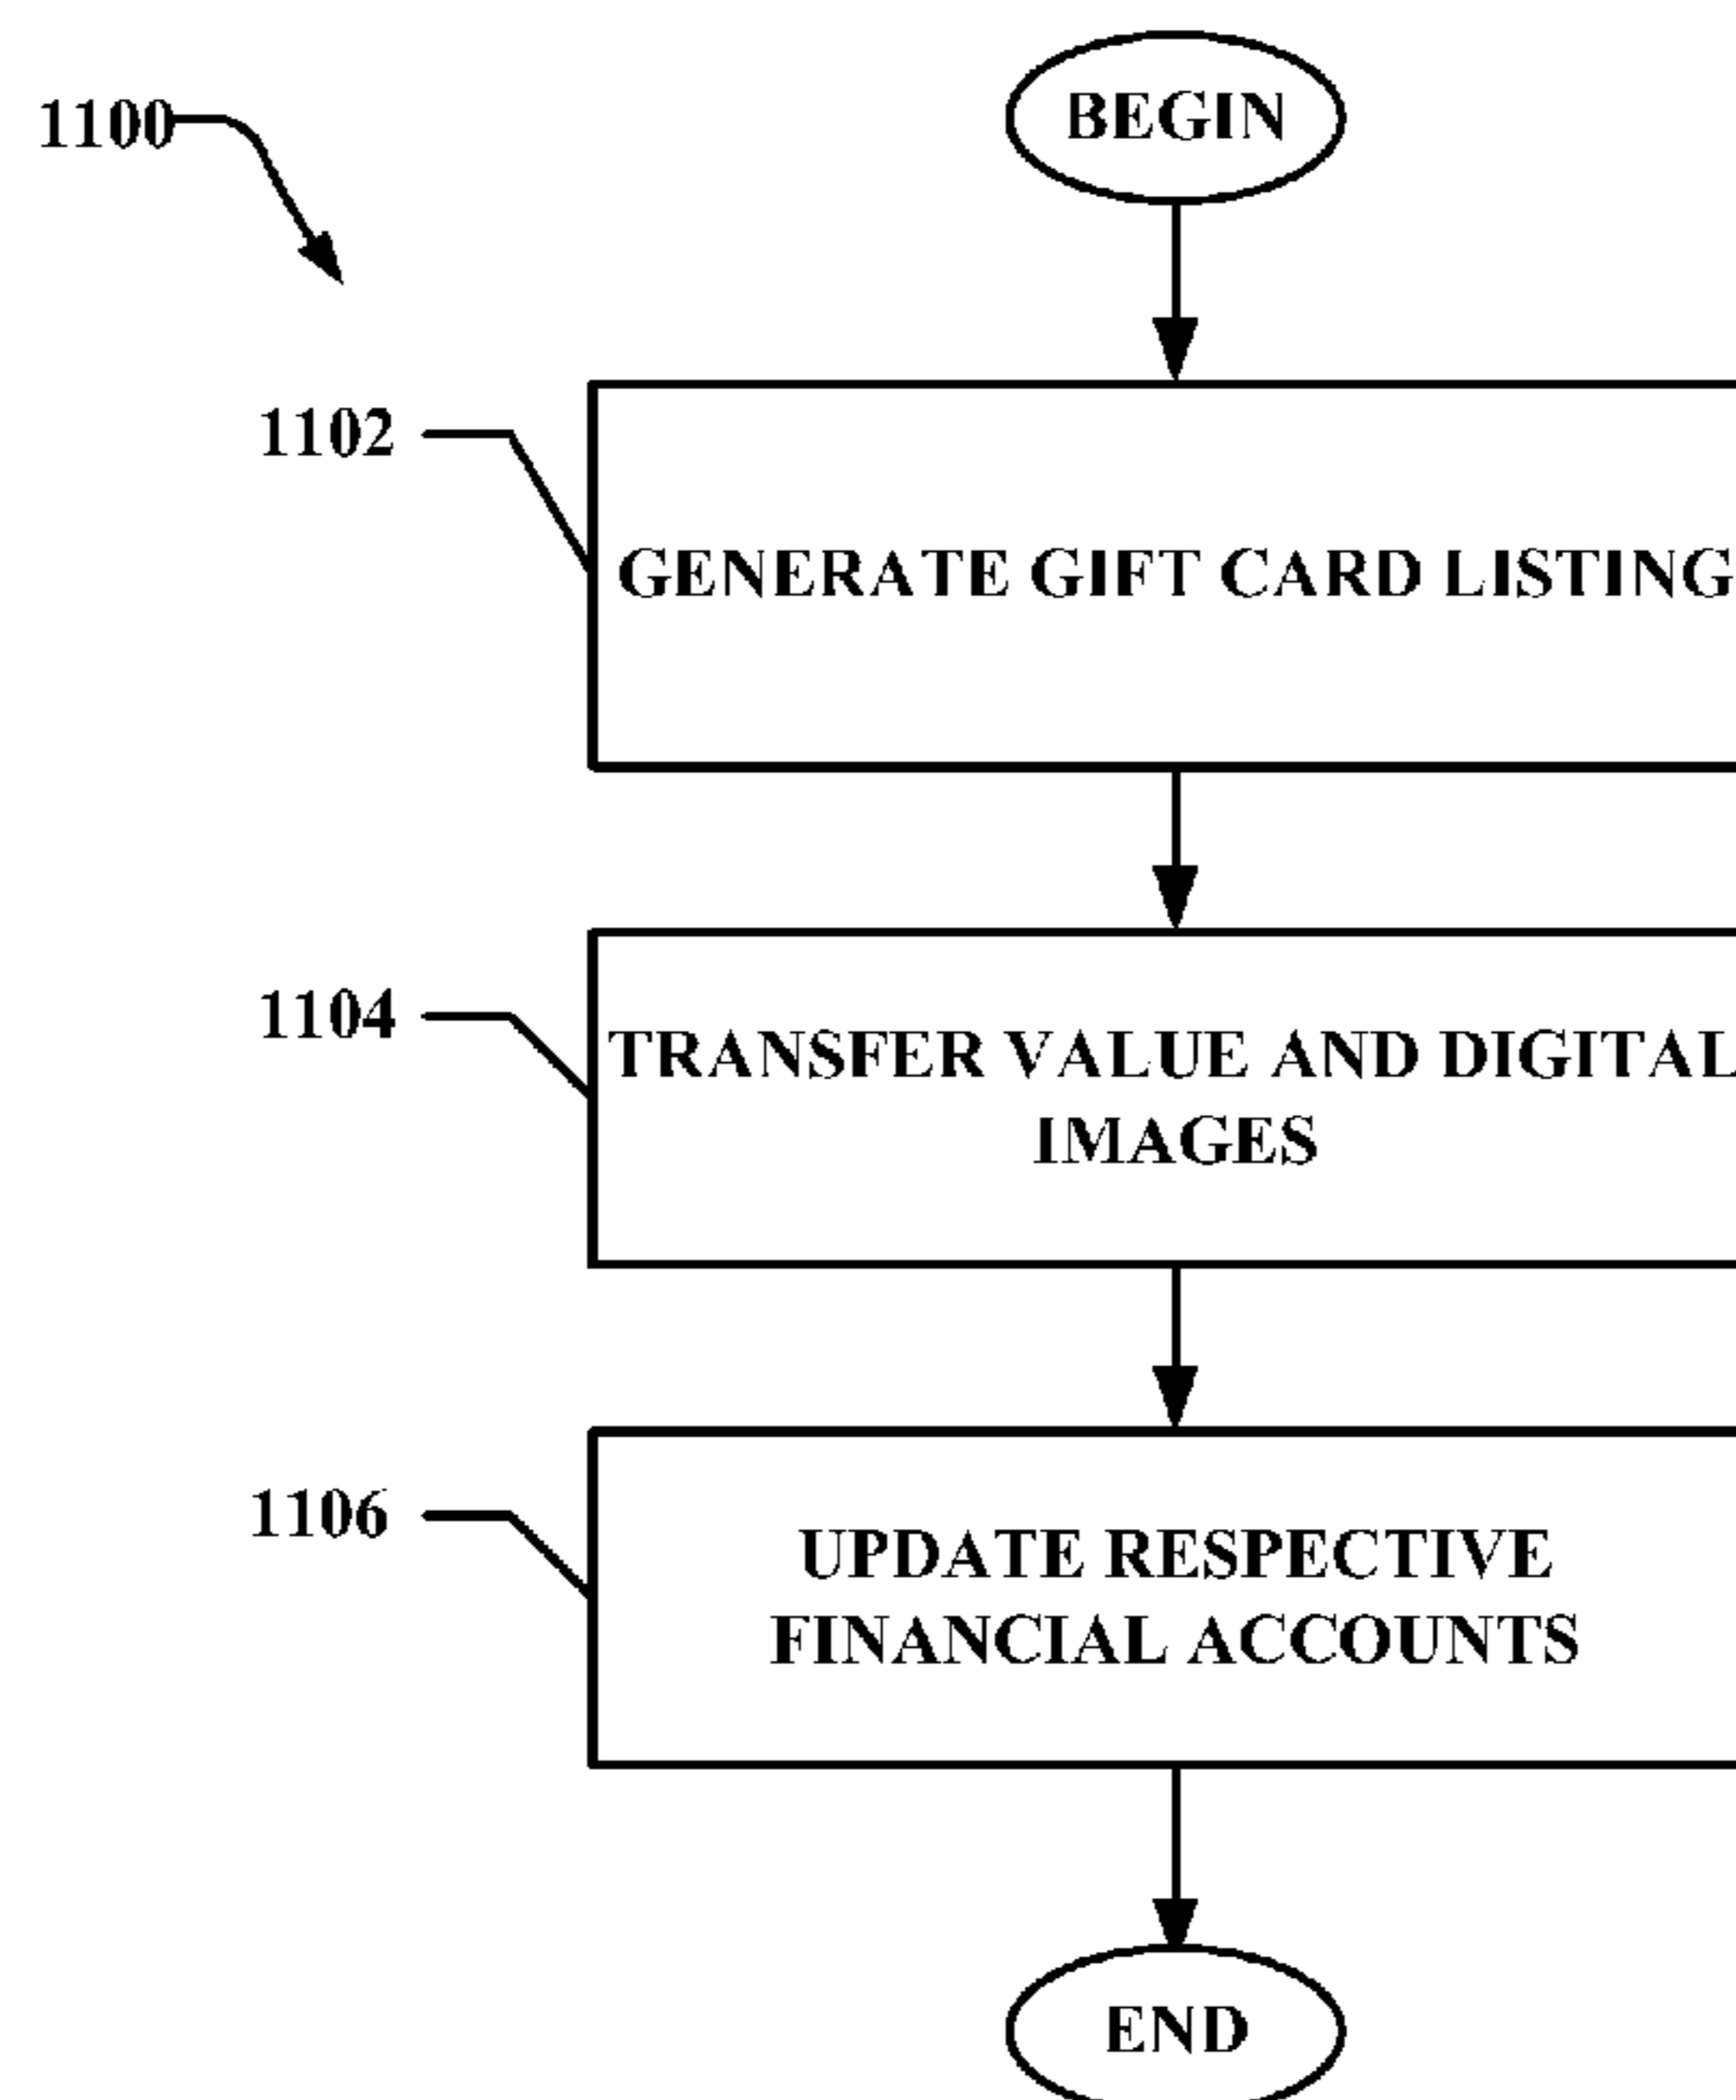 1100
BEGIN
1102
GENERATE GIFT CARD LISTING
1104
TRANSFER VALUE AND DIGITAL
IMAGES
1106
UPDATE RESPECTIVE
FINANCIAL ACCOUNTS
END